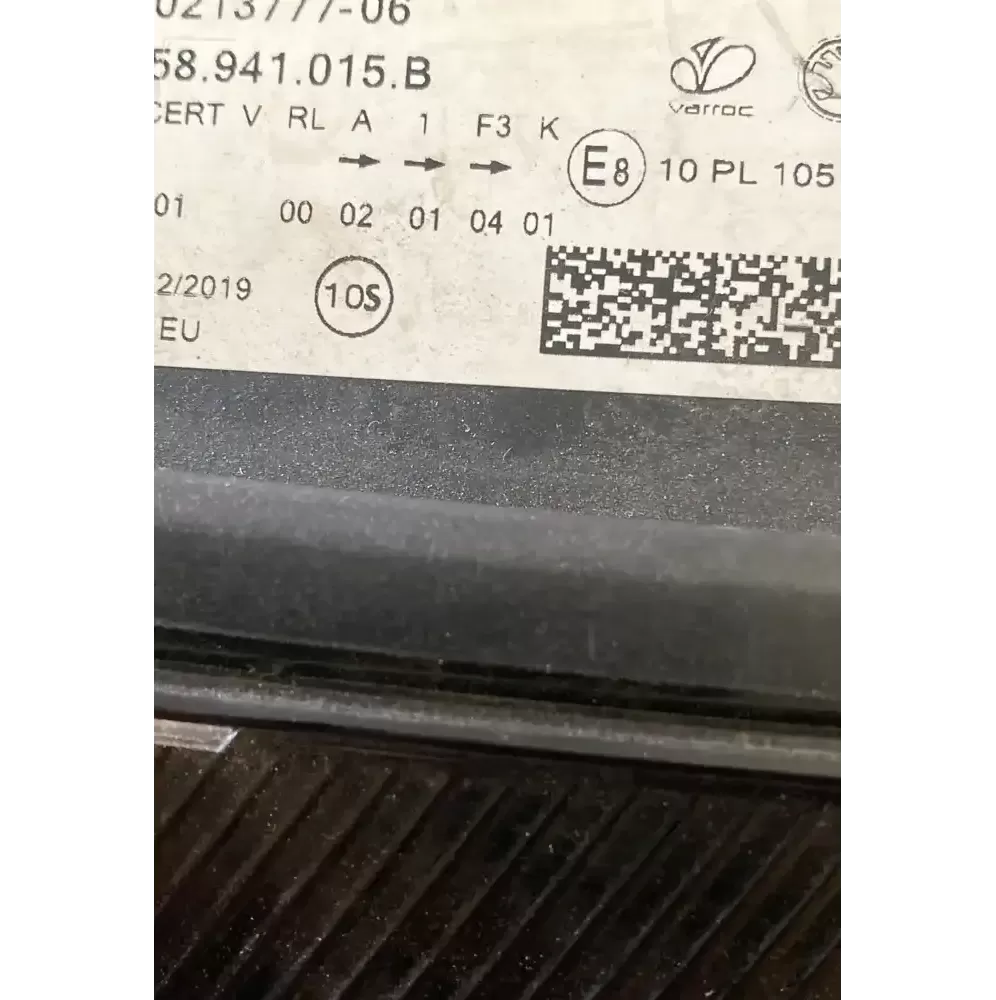 0213777-06
58.941.015.B
varroc
CERT V RL A 1 F3 K
→ → →
E8 10 PL 105
01 00 02 01 04 01
2/2019 10S
EU